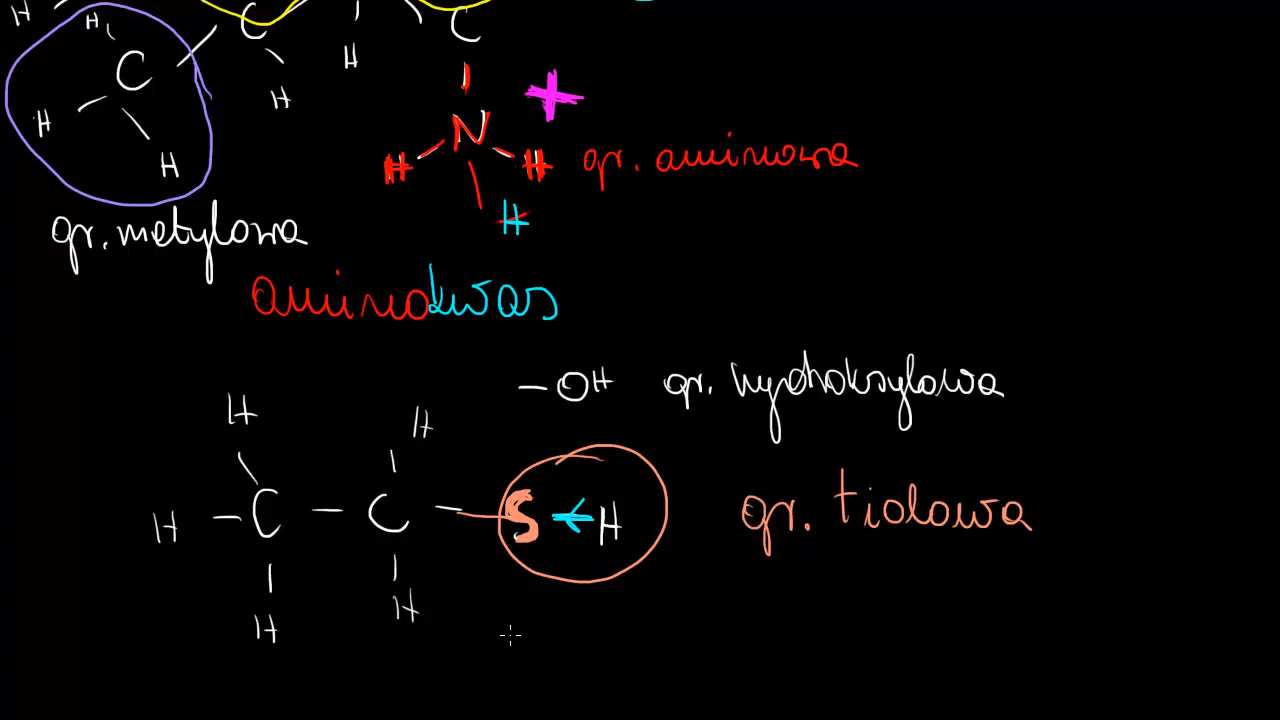 H H C H C
H H H
H N
H H gr. aminowa
H
gr. metylowa
aminokwas
-OH gr. hydroksylowa
H H
H - C - C - S H gr. tiolowa
H H